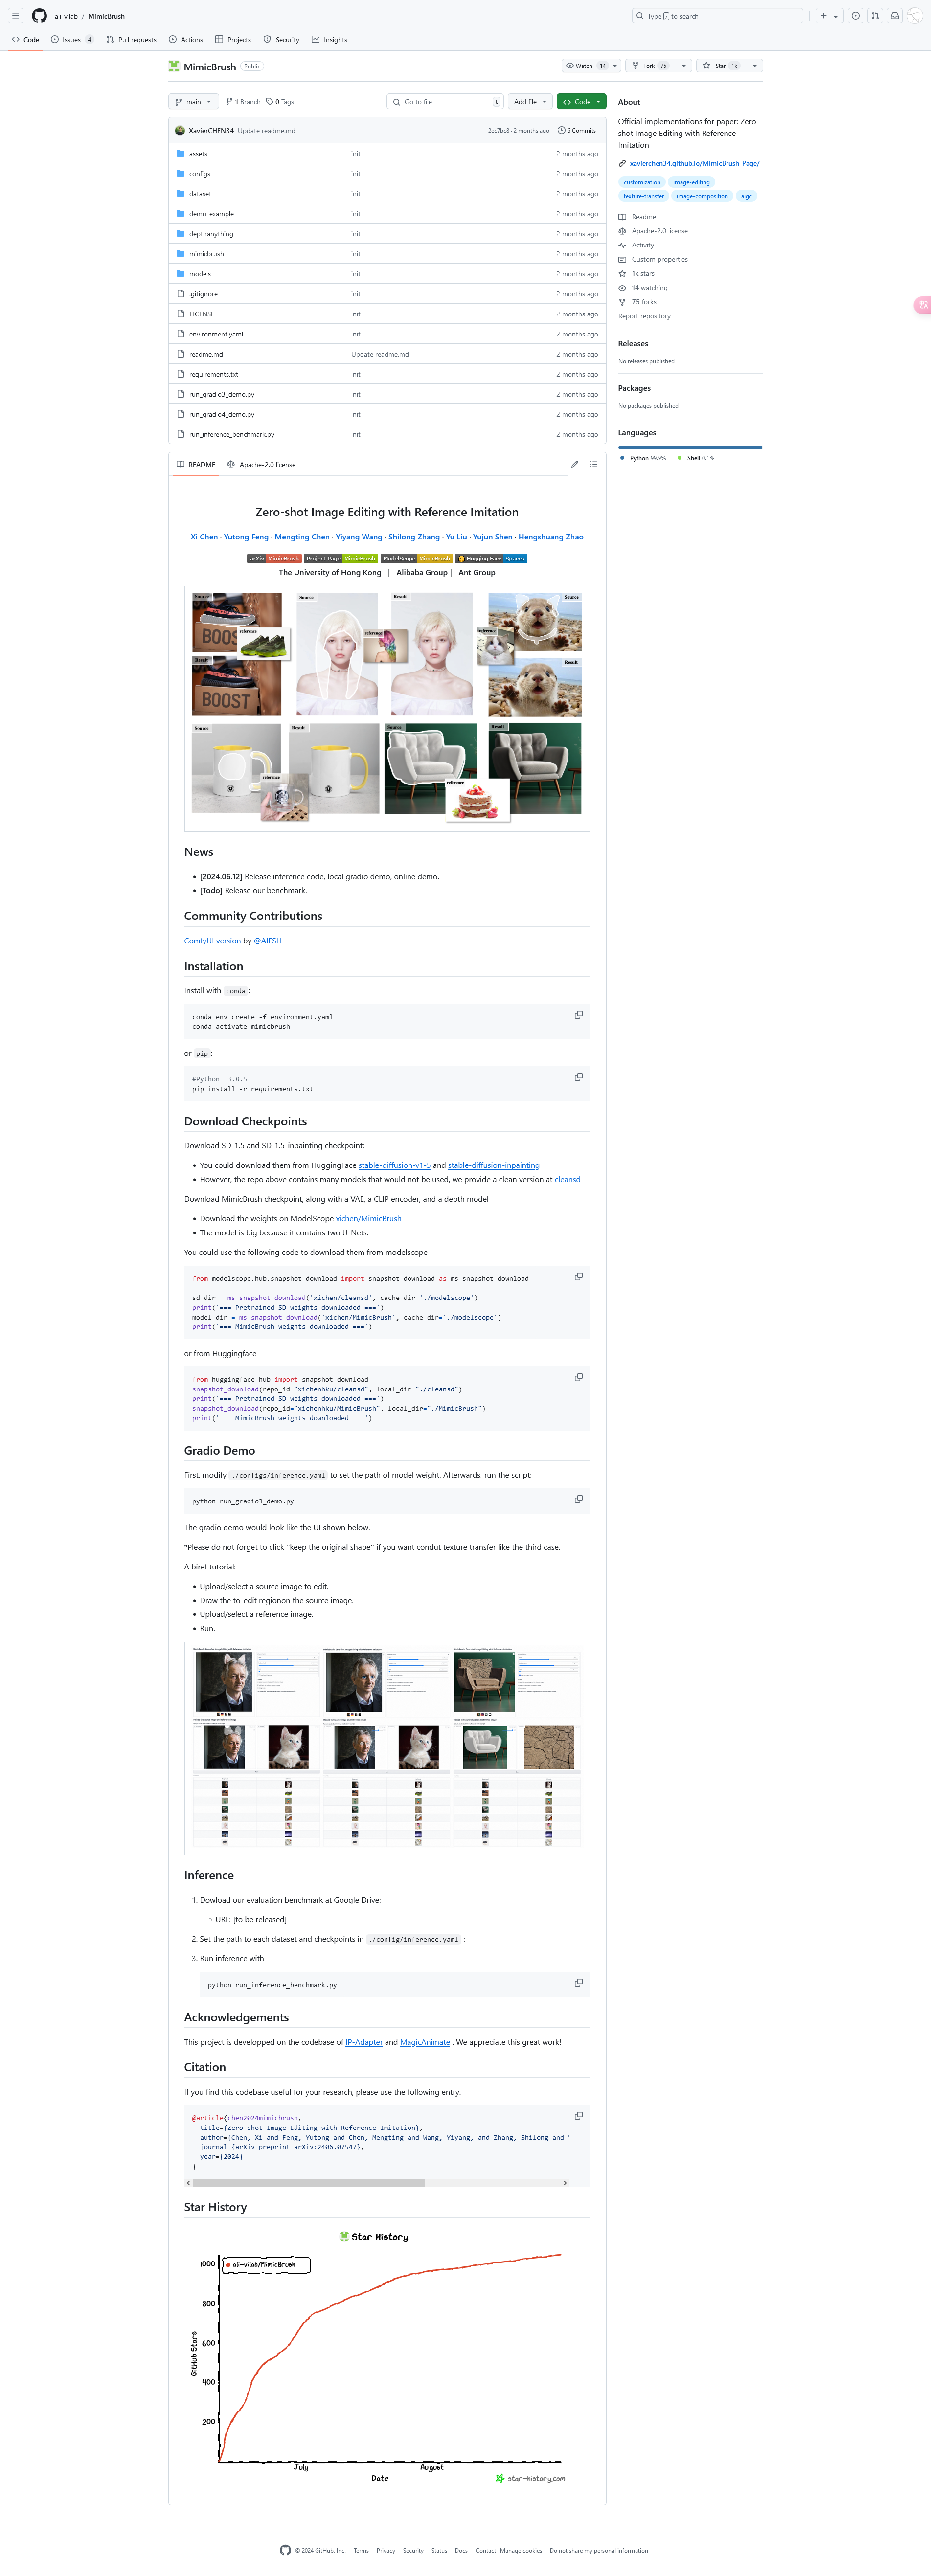 ali-vilab / MimicBrush
Type / to search
Code Issues 4 Pull requests Actions Projects Security Insights
MimicBrush Public
Watch 14 Fork 75 Star 1k
main 1 Branch 0 Tags Go to file t Add file Code
XavierCHEN34 Update readme.md 2ec7bc8 · 2 months ago 6 Commits
assets init 2 months ago
configs init 2 months ago
dataset init 2 months ago
demo_example init 2 months ago
depthanything init 2 months ago
mimicbrush init 2 months ago
models init 2 months ago
.gitignore init 2 months ago
LICENSE init 2 months ago
environment.yaml init 2 months ago
readme.md Update readme.md 2 months ago
requirements.txt init 2 months ago
run_gradio3_demo.py init 2 months ago
run_gradio4_demo.py init 2 months ago
run_inference_benchmark.py init 2 months ago
About
Official implementations for paper: Zero-
shot Image Editing with Reference
Imitation
xavierchen34.github.io/MimicBrush-Page/
customization image-editing
texture-transfer image-composition aigc
Readme
Apache-2.0 license
Activity
Custom properties
1k stars
14 watching
75 forks
Report repository
Releases
No releases published
Packages
No packages published
Languages
Python 99.9% Shell 0.1%
README Apache-2.0 license
Zero-shot Image Editing with Reference Imitation
Xi Chen · Yutong Feng · Mengting Chen · Yiyang Wang · Shilong Zhang · Yu Liu · Yujun Shen · Hengshuang Zhao
arXiv MimicBrush Project Page MimicBrush ModelScope MimicBrush Hugging Face Spaces
The University of Hong Kong | Alibaba Group | Ant Group
Source Source Result Source
BOOST reference reference reference
Result Result
BOOST
Source Result Source Result
reference reference
News
[2024.06.12] Release inference code, local gradio demo, online demo.
[Todo] Release our benchmark.
Community Contributions
ComfyUI version by @AIFSH
Installation
Install with conda :
conda env create -f environment.yaml
conda activate mimicbrush
or pip :
#Python==3.8.5
pip install -r requirements.txt
Download Checkpoints
Download SD-1.5 and SD-1.5-inpainting checkpoint:
You could download them from HuggingFace stable-diffusion-v1-5 and stable-diffusion-inpainting
However, the repo above contains many models that would not be used, we provide a clean version at cleansd
Download MimicBrush checkpoint, along with a VAE, a CLIP encoder, and a depth model
Download the weights on ModelScope xichen/MimicBrush
The model is big because it contains two U-Nets.
You could use the following code to download them from modelscope
from modelscope.hub.snapshot_download import snapshot_download as ms_snapshot_download
sd_dir = ms_snapshot_download('xichen/cleansd', cache_dir='./modelscope')
print('=== Pretrained SD weights downloaded ===')
model_dir = ms_snapshot_download('xichen/MimicBrush', cache_dir='./modelscope')
print('=== MimicBrush weights downloaded ===')
or from Huggingface
from huggingface_hub import snapshot_download
snapshot_download(repo_id="xichenhku/cleansd", local_dir="./cleansd")
print('=== Pretrained SD weights downloaded ===')
snapshot_download(repo_id="xichenhku/MimicBrush", local_dir="./MimicBrush")
print('=== MimicBrush weights downloaded ===')
Gradio Demo
First, modify ./configs/inference.yaml to set the path of model weight. Afterwards, run the script:
python run_gradio3_demo.py
The gradio demo would look like the UI shown below.
*Please do not forget to click "keep the original shape" if you want condut texture transfer like the third case.
A biref tutorial:
Upload/select a source image to edit.
Draw the to-edit regionon the source image.
Upload/select a reference image.
Run.
Inference
1. Dowload our evaluation benchmark at Google Drive:
URL: [to be released]
2. Set the path to each dataset and checkpoints in ./config/inference.yaml :
3. Run inference with
python run_inference_benchmark.py
Acknowledgements
This project is developped on the codebase of IP-Adapter and MagicAnimate . We appreciate this great work!
Citation
If you find this codebase useful for your research, please use the following entry.
@article{chen2024mimicbrush,
title={Zero-shot Image Editing with Reference Imitation},
author={Chen, Xi and Feng, Yutong and Chen, Mengting and Wang, Yiyang, and Zhang, Shilong and
journal={arXiv preprint arXiv:2406.07547},
year={2024}
}
Star History
Star History
ali-vilab/MimicBrush
1000
800
600
400
200
GitHub Stars
July August
Date
star-history.com
© 2024 GitHub, Inc. Terms Privacy Security Status Docs Contact Manage cookies Do not share my personal information